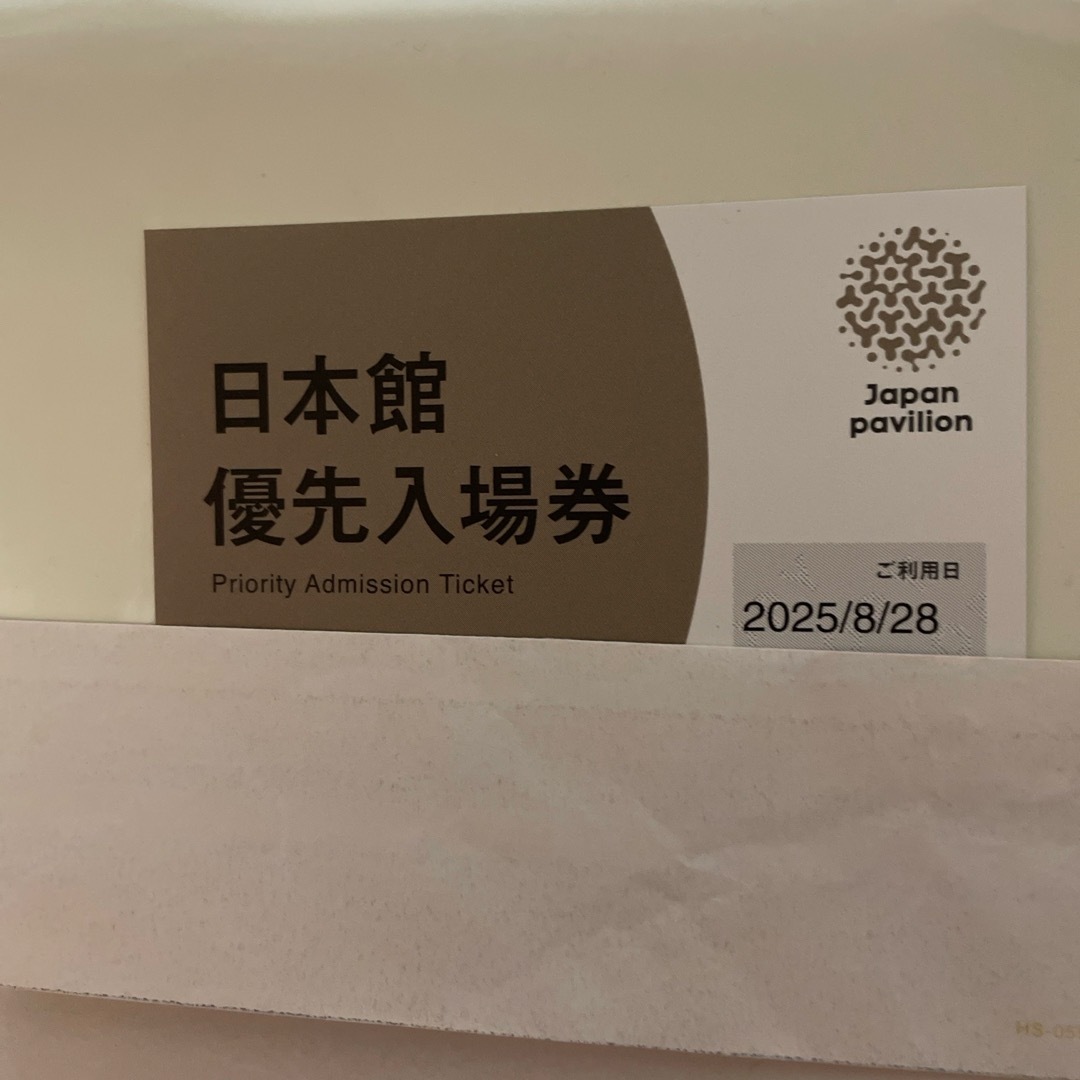 日本館
優先入場券
Priority Admission Ticket
Japan
pavilion
ご利用日
2025/8/28